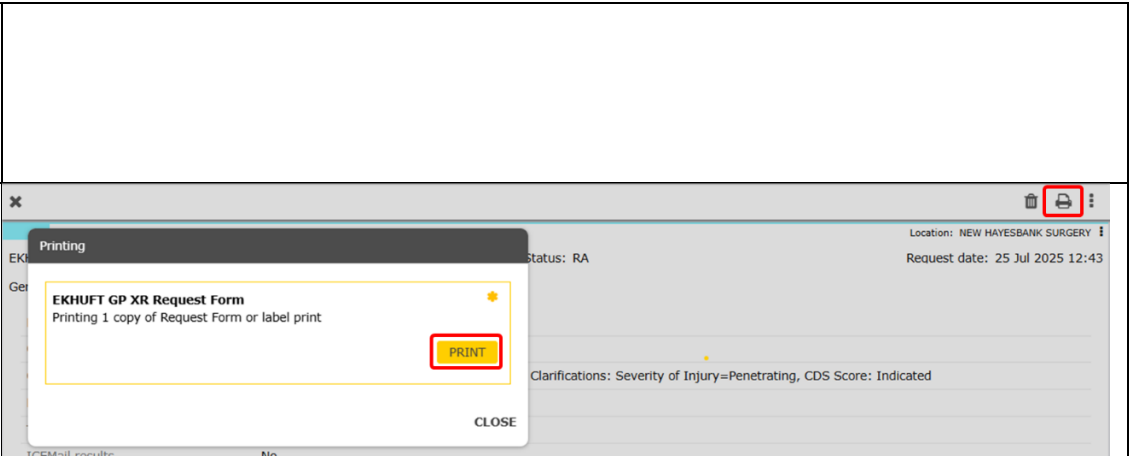 Location: NEW HAYESBANK SURGERY
Printing
Status: RA
Request date: 25 Jul 2025 12:43
EKHUFT GP XR Request Form
Printing 1 copy of Request Form or label print
PRINT
Clarifications: Severity of Injury=Penetrating, CDS Score: Indicated
CLOSE
ICEMail results No